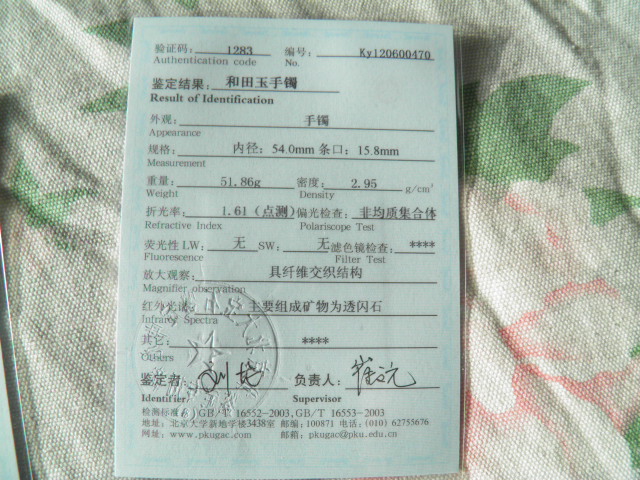 验证码: 1283 编号: Ky120600470
Authentication code No.
鉴定结果: 和田玉手镯
Result of Identification
外观: 手镯
Appearance
规格: 内径: 54.0mm 条口: 15.8mm
Measurement
重量: 51.86g 密度: 2.95 g/cm³
Weight Density
折光率: 1.61 (点测) 偏光检查: 非均质集合体
Refractive Index Polariscope Test
荧光性 LW: 无 SW: 无 滤色镜检查: ****
Fluorescence Filter Test
放大观察: 具纤维交织结构
Magnifier observation
红外光谱: 主要组成矿物为透闪石
Infrared Spectra
其它: ****
Others
鉴定者: 负责人:
Identifier Supervisor
检测标准: GB/T 16552-2003, GB/T 16553-2003
地址: 北京大学新地学楼3438室 邮编: 100871 电话: (010) 62755676
网址: www.pkugac.com 邮箱: pkugac@pku.edu.cn